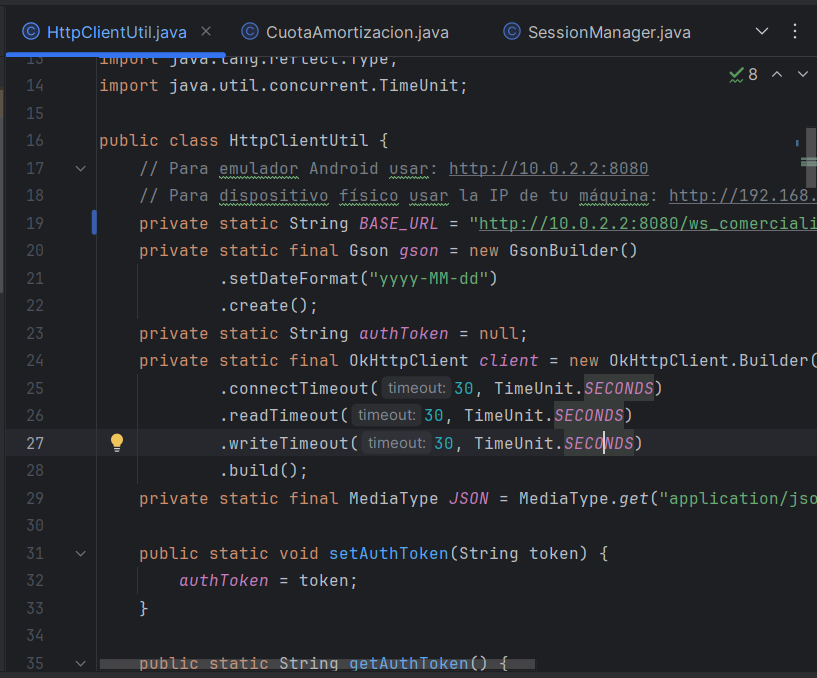 HttpClientUtil.java
CuotaAmortizacion.java
SessionManager.java
8
13 import java.lang.reflect.Type;
14 import java.util.concurrent.TimeUnit;
15
16 public class HttpClientUtil {
17 // Para emulador Android usar: http://10.0.2.2:8080
18 // Para dispositivo físico usar la IP de tu máquina: http://192.168.
19 private static String BASE_URL = "http://10.0.2.2:8080/ws_comerciali
20 private static final Gson gson = new GsonBuilder()
21 .setDateFormat("yyyy-MM-dd")
22 .create();
23 private static String authToken = null;
24 private static final OkHttpClient client = new OkHttpClient.Builder(
25 .connectTimeout( timeout: 30, TimeUnit.SECONDS)
26 .readTimeout( timeout: 30, TimeUnit.SECONDS)
27 .writeTimeout( timeout: 30, TimeUnit.SECONDS)
28 .build();
29 private static final MediaType JSON = MediaType.get("application/jso
30
31 public static void setAuthToken(String token) {
32 authToken = token;
33 }
34
35 public static String getAuthToken() {